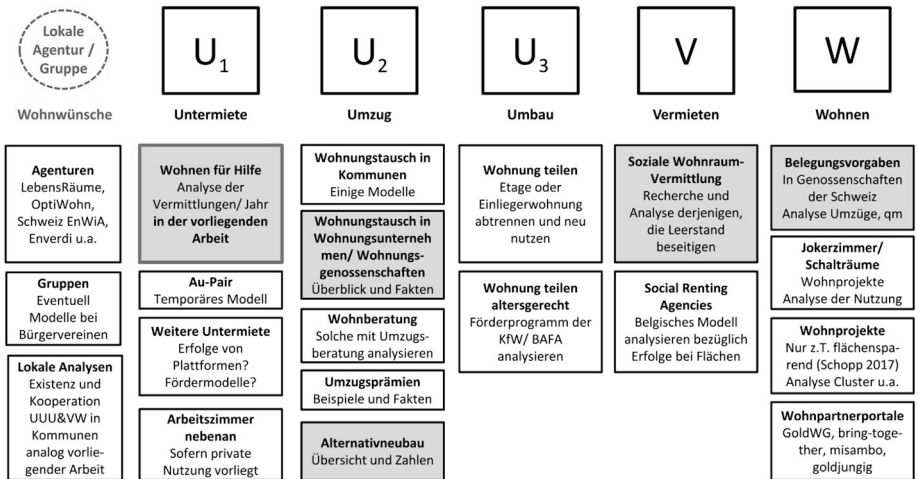 Lokale
Agentur /
Gruppe
Wohnwünsche
Agenturen
LebensRäume,
OptiWohn,
Schweiz EnWiA,
Enverdi u.a.
Gruppen
Eventuell
Modelle bei
Bürgervereinen
Lokale Analysen
Existenz und
Kooperation
UUU&VW in
Kommunen
analog vorlie-
gender Arbeit
U1
Untermiete
Wohnen für Hilfe
Analyse der
Vermittlungen/ Jahr
in der vorliegenden
Arbeit
Au-Pair
Temporäres Modell
Weitere Untermiete
Erfolge von
Plattformen?
Fördermodelle?
Arbeitszimmer
nebenan
Sofern private
Nutzung vorliegt
U2
Umzug
Wohnungstausch in
Kommunen
Einige Modelle
Wohnungstausch in
Wohnungsunterneh
men/ Wohnungs-
genossenschaften
Überblick und Fakten
Wohnberatung
Solche mit Umzugs-
beratung analysieren
Umzugsprämien
Beispiele und Fakten
Alternativneubau
Übersicht und Zahlen
U3
Umbau
Wohnung teilen
Etage oder
Einliegerwohnung
abtrennen und neu
nutzen
Wohnung teilen
altersgerecht
Förderprogramm der
KfW/ BAFA
analysieren
V
Vermieten
Soziale Wohnraum-
Vermittlung
Recherche und
Analyse derjenigen,
die Leerstand
beseitigen
Social Renting
Agencies
Belgisches Modell
analysieren bezüglich
Erfolge bei Flächen
W
Wohnen
Belegungsvorgaben
In Genossenschaften
der Schweiz
Analyse Umzüge, qm
Jokerzimmer/
Schalträume
Wohnprojekte
Analyse der Nutzung
Wohnprojekte
Nur z.T. flächenspa-
rend (Schopp 2017)
Analyse Cluster u.a.
Wohnpartnerportale
GoldWG, bring-toge-
ther, misambo,
goldjungig